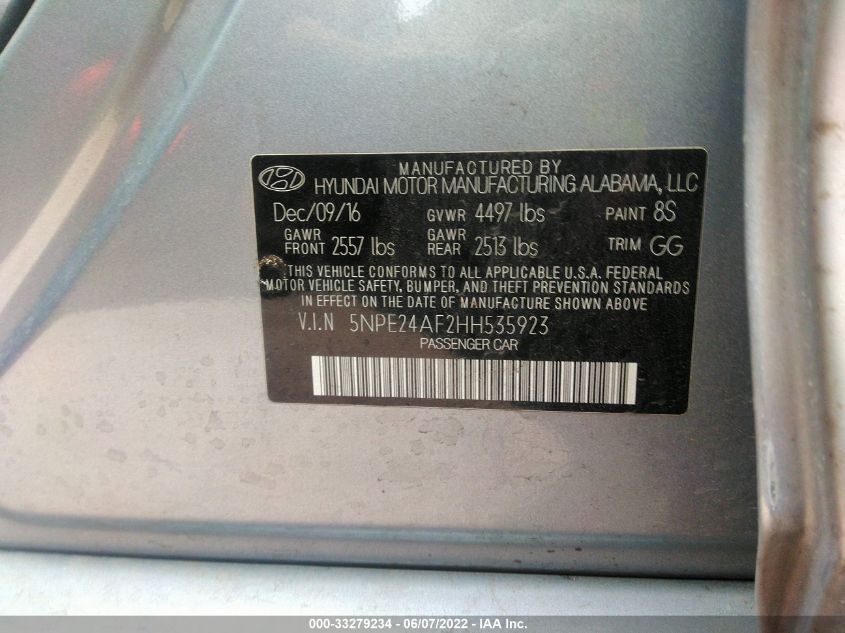 MANUFACTURED BY
HYUNDAI MOTOR MANUFACTURING ALABAMA, LLC
Dec/09/16 GVWR 4497 lbs PAINT 8S
GAWR FRONT 2557 lbs GAWR REAR 2513 lbs TRIM GG
THIS VEHICLE CONFORMS TO ALL APPLICABLE U.S.A. FEDERAL
MOTOR VEHICLE SAFETY, BUMPER, AND THEFT PREVENTION STANDARDS
IN EFFECT ON THE DATE OF MANUFACTURE SHOWN ABOVE
V.I.N 5NPE24AF2HH535923
PASSENGER CAR
000-33279234 - 06/07/2022 - IAA Inc.